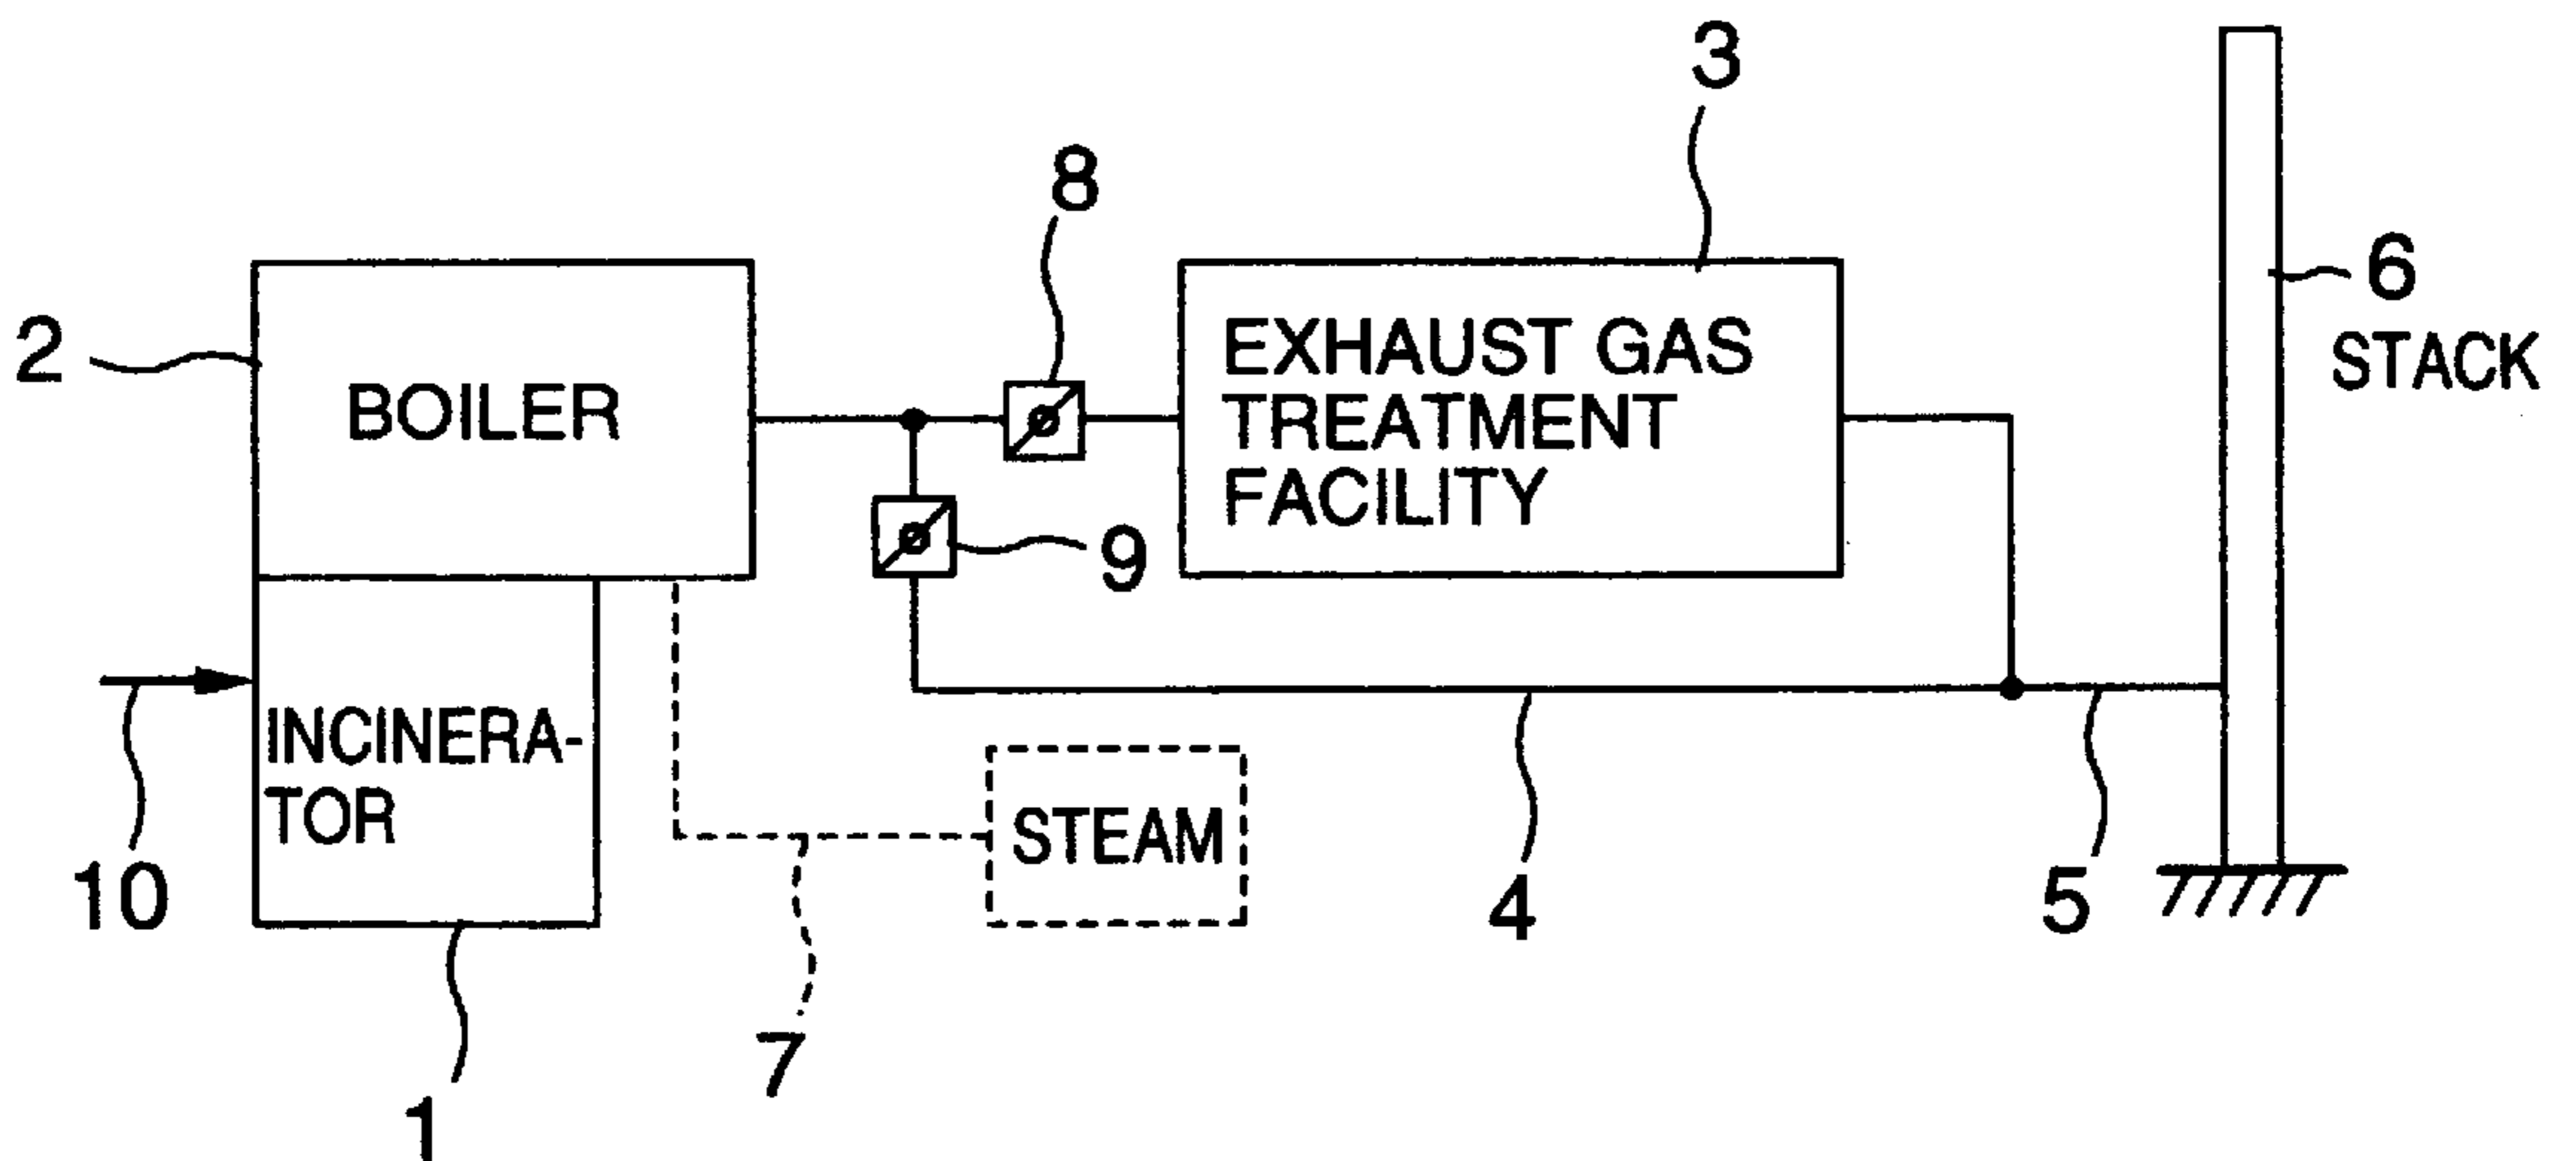 3
8
6
STACK
2
BOILER
EXHAUST GAS
TREATMENT
FACILITY
9
INCINERA-
TOR
10
STEAM
4
5
7
1